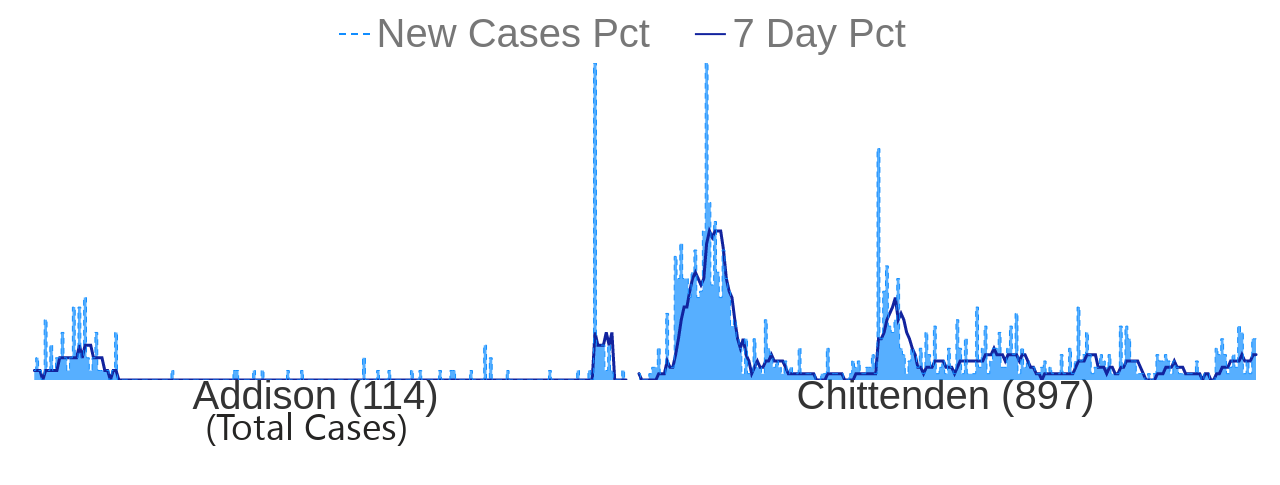 New Cases Pct 7 Day Pct
Addison (114) Chittenden (897)
(Total Cases)